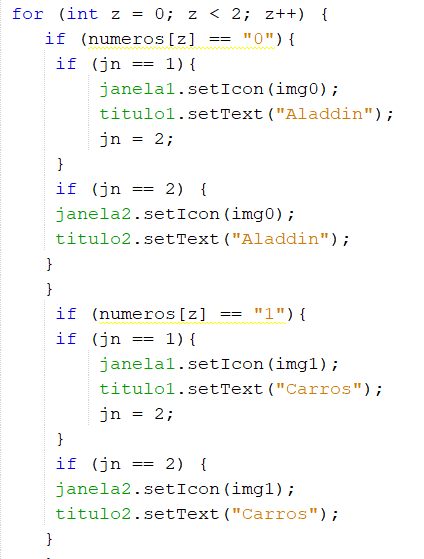 for (int z = 0; z < 2; z++) {
if (numeros[z] == "0"){
if (jn == 1){
janela1.setIcon(img0);
titulo1.setText("Aladdin");
jn = 2;
}
if (jn == 2) {
janela2.setIcon(img0);
titulo2.setText("Aladdin");
}
}
if (numeros[z] == "1"){
if (jn == 1){
janela1.setIcon(img1);
titulo1.setText("Carros");
jn = 2;
}
if (jn == 2) {
janela2.setIcon(img1);
titulo2.setText("Carros");
}